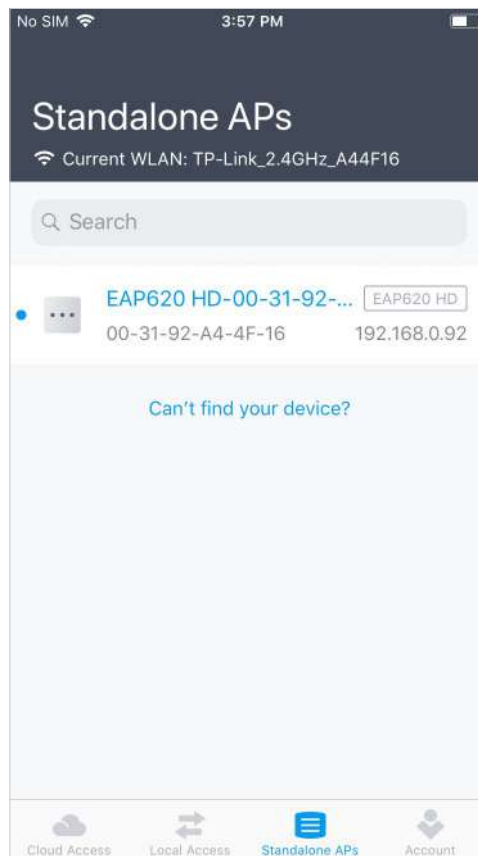 No SIM 3:57 PM
Standalone APs
Current WLAN: TP-Link_2.4GHz_A44F16
Search
EAP620 HD-00-31-92-... EAP620 HD
00-31-92-A4-4F-16 192.168.0.92
Can't find your device?
Cloud Access Local Access Standalone APs Account